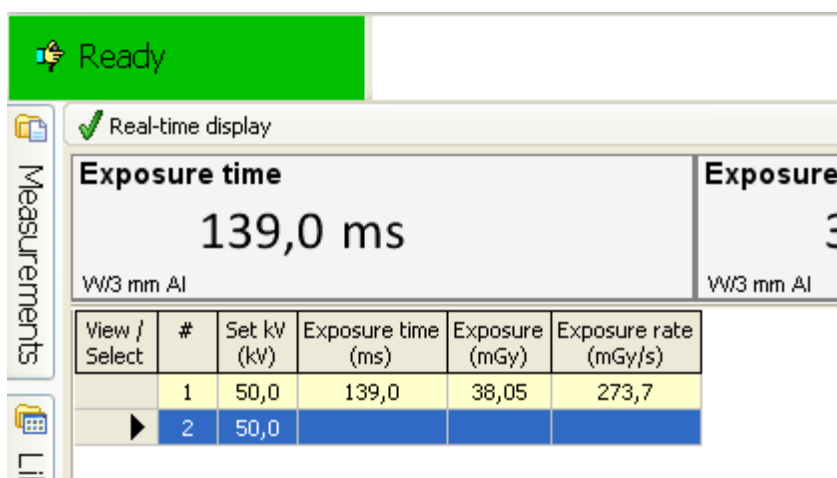 Ready
Real-time display
Measurements
Exposure time
139,0 ms
W/3 mm Al
Exposure
3
W/3 mm Al
View / Select # Set kV (kV) Exposure time (ms) Exposure (mGy) Exposure rate (mGy/s)
1 50,0 139,0 38,05 273,7
2 50,0
Li